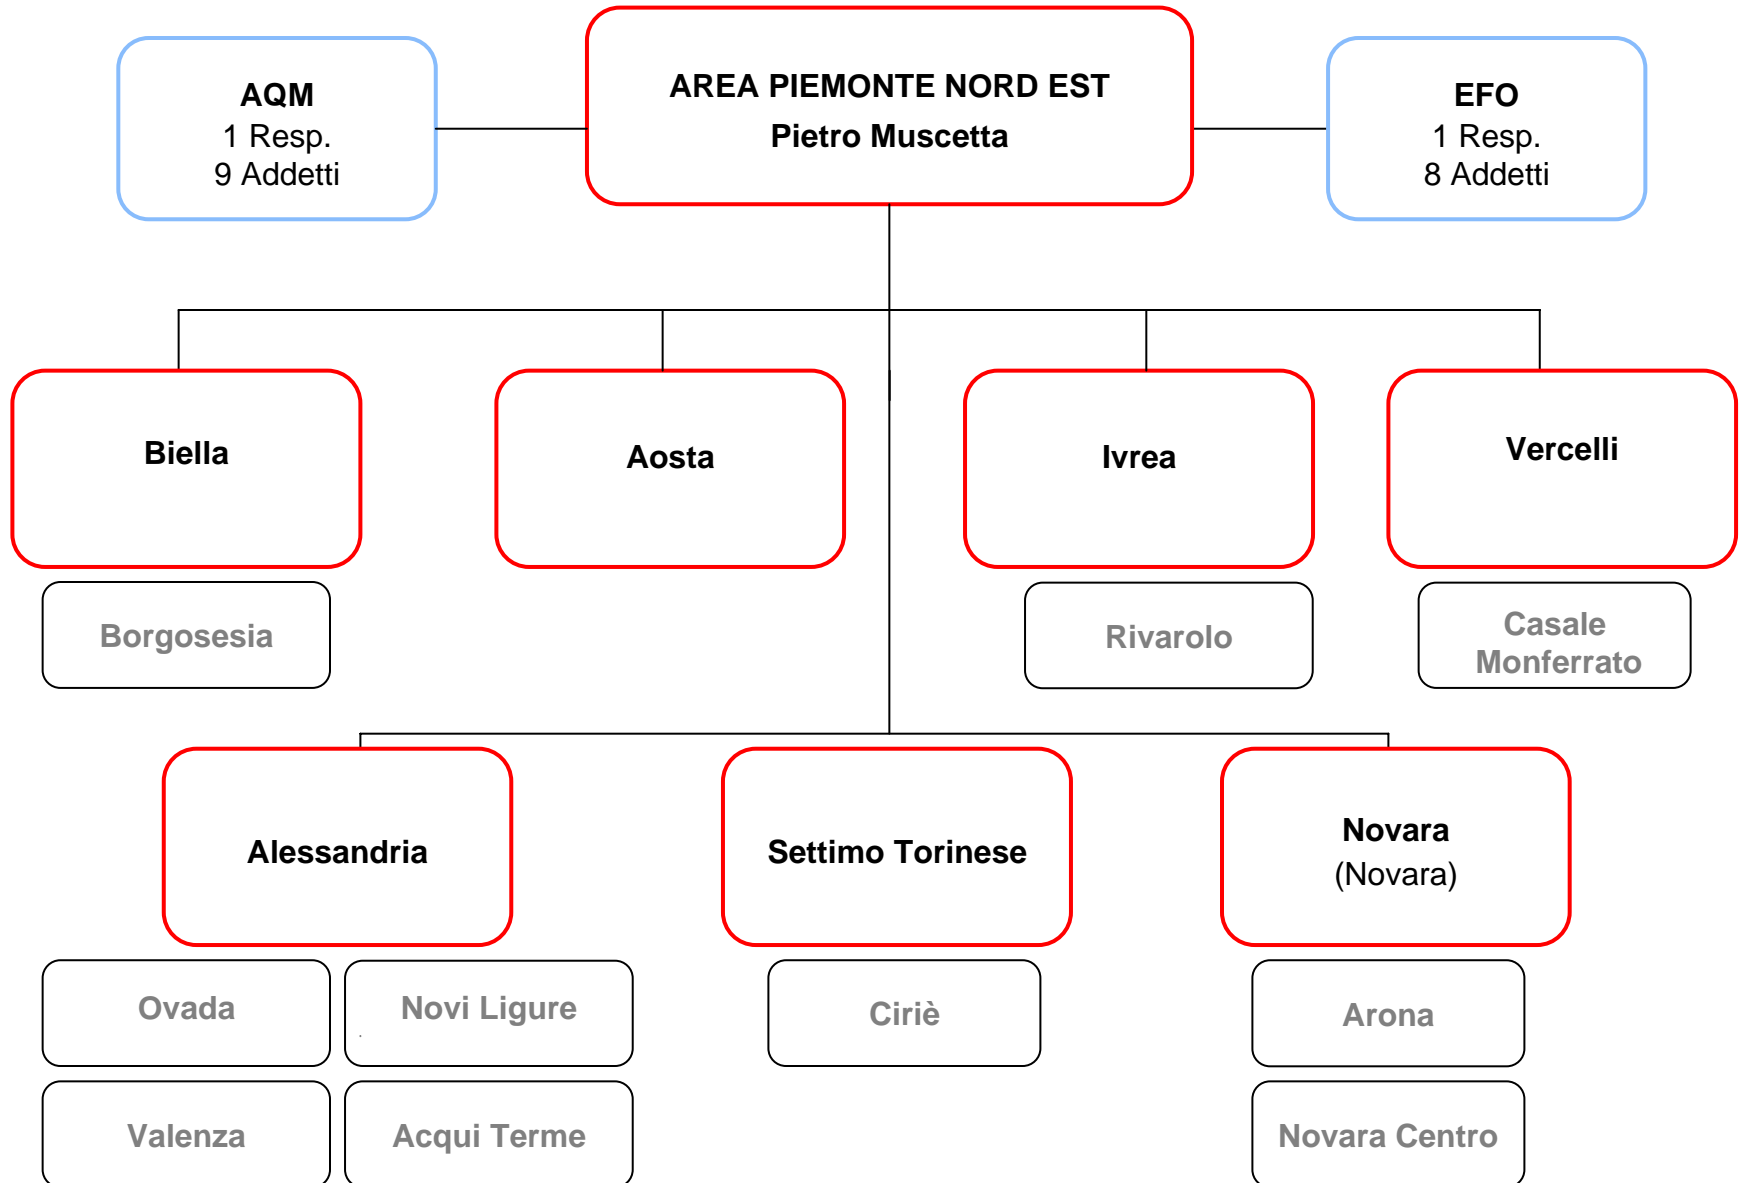 AQM
1 Resp.
9 Addetti
AREA PIEMONTE NORD EST
Pietro Muscetta
EFO
1 Resp.
8 Addetti
Biella
Aosta
Ivrea
Vercelli
Borgosesia
Rivarolo
Casale
Monferrato
Alessandria
Settimo Torinese
Novara
(Novara)
Ovada
Novi Ligure
Ciriè
Arona
Valenza
Acqui Terme
Novara Centro